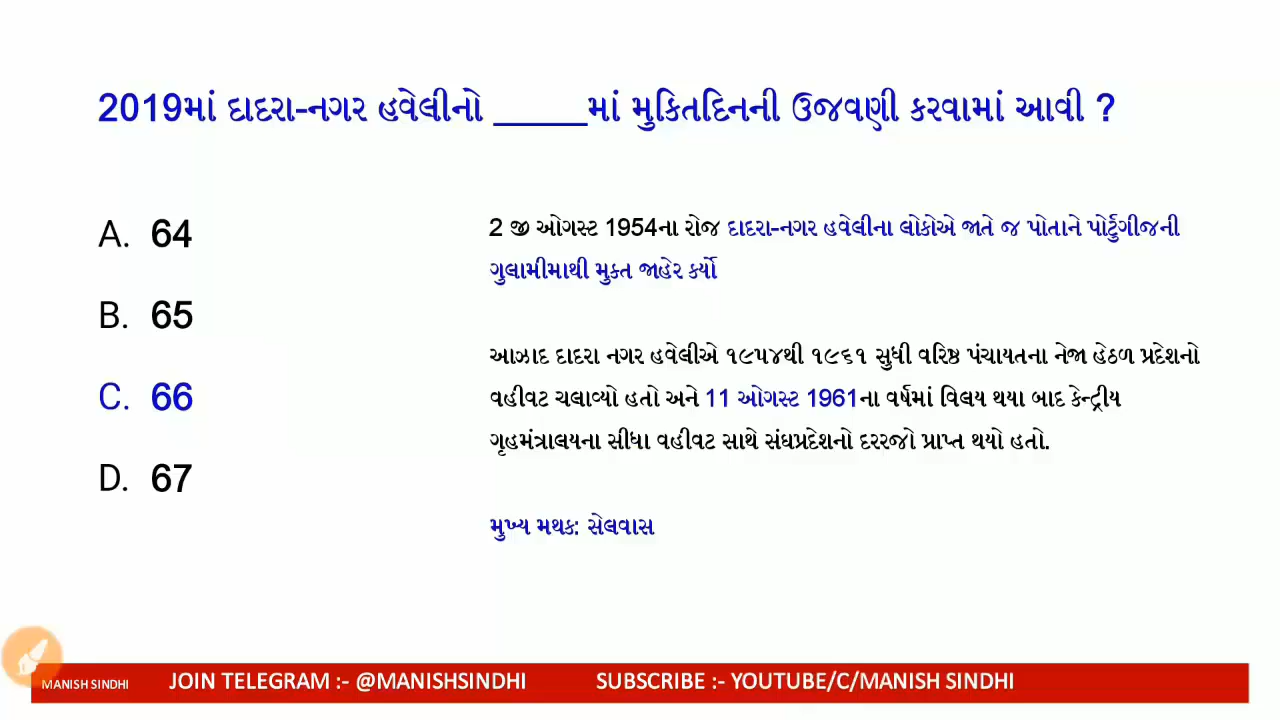 2019માં દાદરા-નગર હવેલીનો _____માં મુકિતદિનની ઉજવણી કરવામાં આવી ?
A. 64
B. 65
C. 66
D. 67
2 જી ઓગસ્ટ 1954ના રોજ દાદરા-નગર હવેલીના લોકોએ જાતે જ પોતાને પોર્ટુગીજની
ગુલામીમાથી મુક્ત જાહેર કર્યો
આઝાદ દાદરા નગર હવેલીએ ૧૯૫૪થી ૧૯૬૧ સુધી વરિષ્ઠ પંચાયતના નેજા હેઠળ પ્રદેશનો
વહીવટ ચલાવ્યો હતો અને 11 ઓગસ્ટ 1961ના વર્ષમાં વિલય થયા બાદ કેન્દ્રીય
ગૃહમંત્રાલયના સીધા વહીવટ સાથે સંઘપ્રદેશનો દરરજો પ્રાપ્ત થયો હતો.
મુખ્ય મથક: સેલવાસ
MANISH SINDHI JOIN TELEGRAM :- @MANISHSINDHI SUBSCRIBE :- YOUTUBE/C/MANISH SINDHI